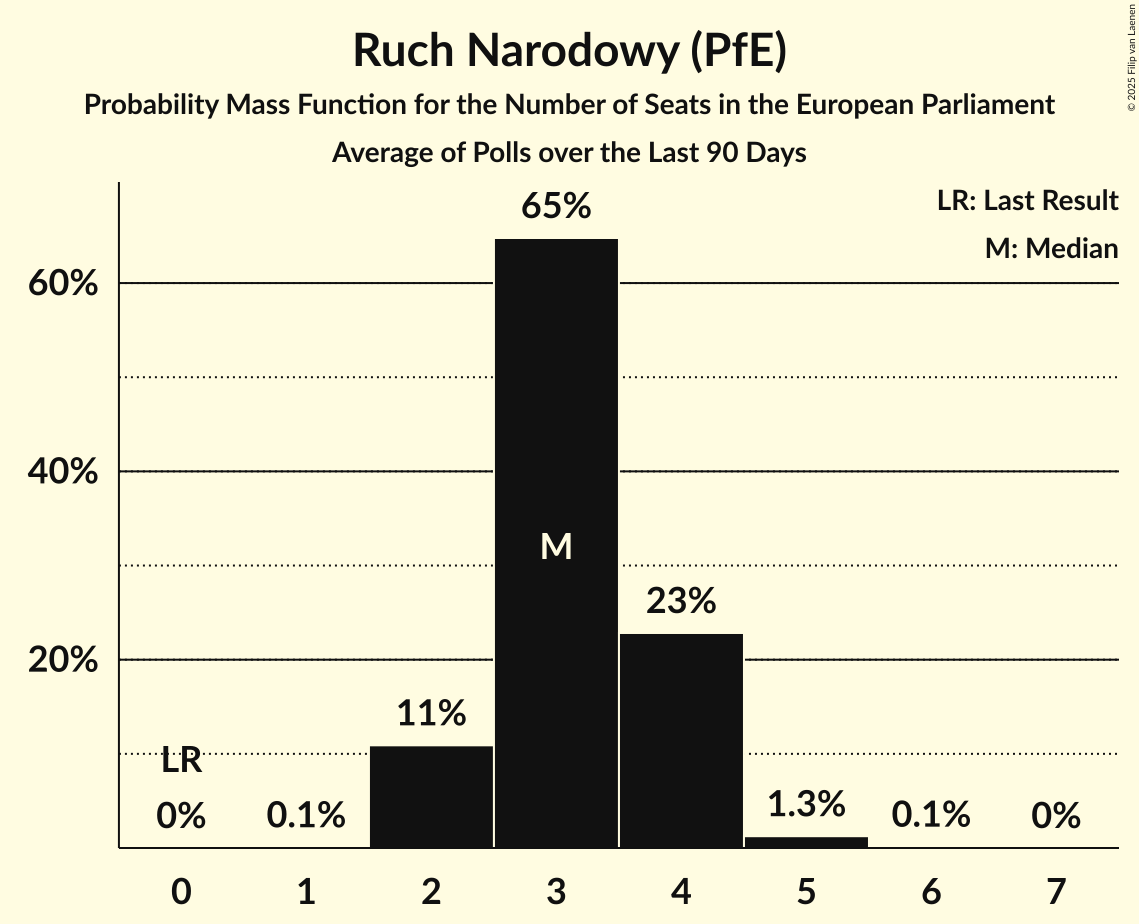 Ruch Narodowy (PfE)
Probability Mass Function for the Number of Seats in the European Parliament
Average of Polls over the Last 90 Days
© 2025 Filip van Laenen
LR: Last Result
M: Median
65%
60%
40%
M
23%
20%
11%
LR
0%
0.1%
1.3%
0.1%
0%
0 1 2 3 4 5 6 7